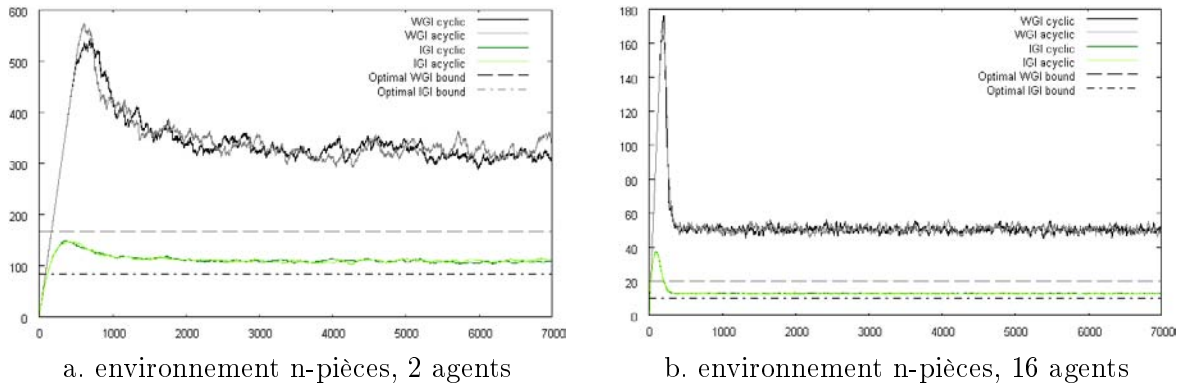 600
500
400
300
200
100
0
0 1000 2000 3000 4000 5000 6000 7000
WGI cyclic
WGI acyclic
IGI cyclic
IGI acyclic
Optimal WGI bound
Optimal IGI bound
a. environnement n-pièces, 2 agents
180
160
140
120
100
80
60
40
20
0
0 1000 2000 3000 4000 5000 6000 7000
WGI cyclic
WGI acyclic
IGI cyclic
IGI acyclic
Optimal WGI bound
Optimal IGI bound
b. environnement n-pièces, 16 agents